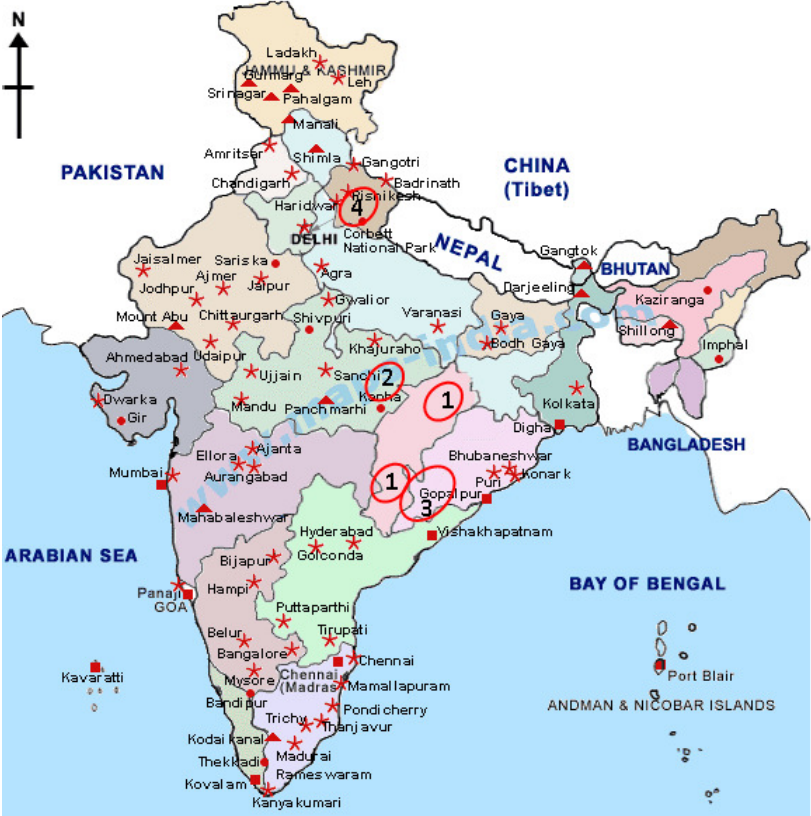 N
Ladakh
JAMMU & KASHMIR
Gulmarg
Leh
Srinagar
Pahalgam
Manali
Amritsar
Shimla
Gangotri
PAKISTAN
CHINA
(Tibet)
Chandigarh
Badrinath
Rishikesh
Haridwar
4
DELHI
Corbett
National Park
NEPAL
Gangtok
BHUTAN
Jaisalmer
Sariska
Agra
Ajmer
Jodhpur
Jaipur
Darjeeling
Kaziranga
Gwalior
Mount Abu
Chittaurgarh
Shivpuri
Varanasi
Gaya
Shillong
Udaipur
Khajuraho
Bodh Gaya
Imphal
Ahmedabad
Ujjain
Sanchi
2
Dwarka
Gir
Mandu
Panchmarhi
Kanha
1
Kolkata
Digha
BANGLADESH
Ellora
Ajanta
Aurangabad
Bhubaneshwar
Mumbai
1
Puri
Konark
Gopalpur
3
Mahabaleshwar
Hyderabad
Golconda
Vishakhapatnam
ARABIAN SEA
Bijapur
BAY OF BENGAL
Hampi
Panaji
GOA
Puttaparthi
Belur
Tirupati
Bangalore
Chennai
Kavaratti
Chennai
(Madras
Port Blair
Mysore
Mamallapuram
Bandipur
Pondicherry
ANDMAN & NICOBAR ISLANDS
Trichy
Thanjavur
Kodaikanal
Madurai
Thekkadi
Rameswaram
Kovalam
Kanyakumari